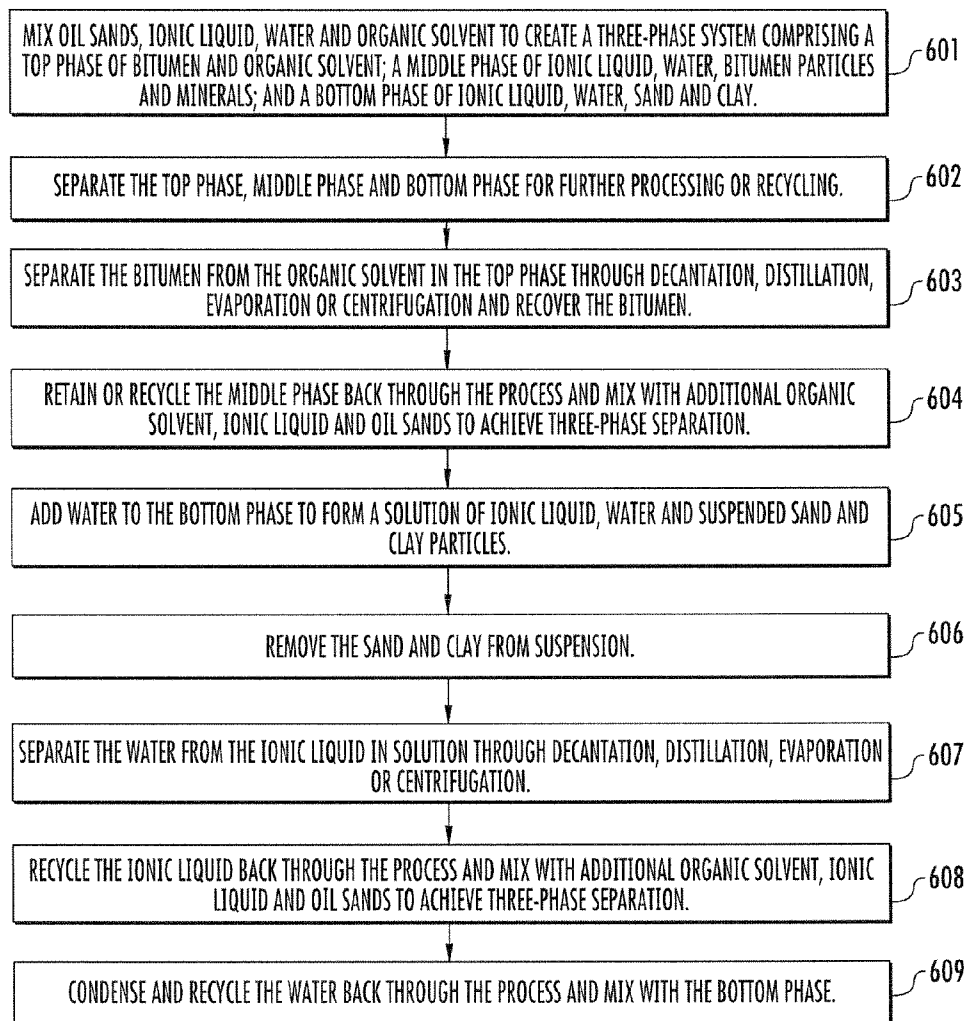 MIX OIL SANDS, IONIC LIQUID, WATER AND ORGANIC SOLVENT TO CREATE A THREE-PHASE SYSTEM COMPRISING A
TOP PHASE OF BITUMEN AND ORGANIC SOLVENT; A MIDDLE PHASE OF IONIC LIQUID, WATER, BITUMEN PARTICLES
AND MINERALS; AND A BOTTOM PHASE OF IONIC LIQUID, WATER, SAND AND CLAY.
601
SEPARATE THE TOP PHASE, MIDDLE PHASE AND BOTTOM PHASE FOR FURTHER PROCESSING OR RECYCLING.
602
SEPARATE THE BITUMEN FROM THE ORGANIC SOLVENT IN THE TOP PHASE THROUGH DECANTATION, DISTILLATION,
EVAPORATION OR CENTRIFUGATION AND RECOVER THE BITUMEN.
603
RETAIN OR RECYCLE THE MIDDLE PHASE BACK THROUGH THE PROCESS AND MIX WITH ADDITIONAL ORGANIC
SOLVENT, IONIC LIQUID AND OIL SANDS TO ACHIEVE THREE-PHASE SEPARATION.
604
ADD WATER TO THE BOTTOM PHASE TO FORM A SOLUTION OF IONIC LIQUID, WATER AND SUSPENDED SAND AND
CLAY PARTICLES.
605
REMOVE THE SAND AND CLAY FROM SUSPENSION.
606
SEPARATE THE WATER FROM THE IONIC LIQUID IN SOLUTION THROUGH DECANTATION, DISTILLATION, EVAPORATION
OR CENTRIFUGATION.
607
RECYCLE THE IONIC LIQUID BACK THROUGH THE PROCESS AND MIX WITH ADDITIONAL ORGANIC SOLVENT, IONIC
LIQUID AND OIL SANDS TO ACHIEVE THREE-PHASE SEPARATION.
608
CONDENSE AND RECYCLE THE WATER BACK THROUGH THE PROCESS AND MIX WITH THE BOTTOM PHASE.
609